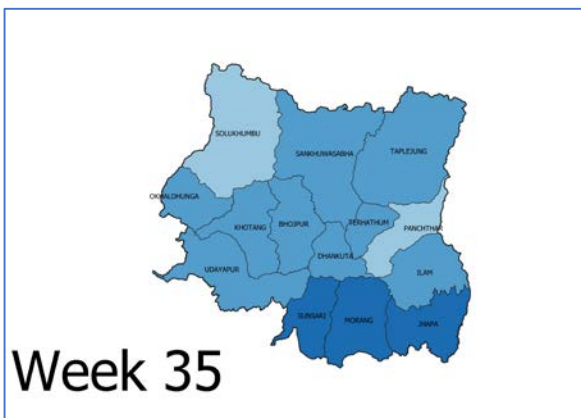 SOLUKHUMBU
SANKHUWASABHA
TAPLEJUNG
OKHALDHUNGA
KHOTANG
BHOJPUR
TERHATHUM
PANCHTHAR
DHANKUTA
UDAYAPUR
ILAM
SUNSARI
MORANG
JHAPA
Week 35